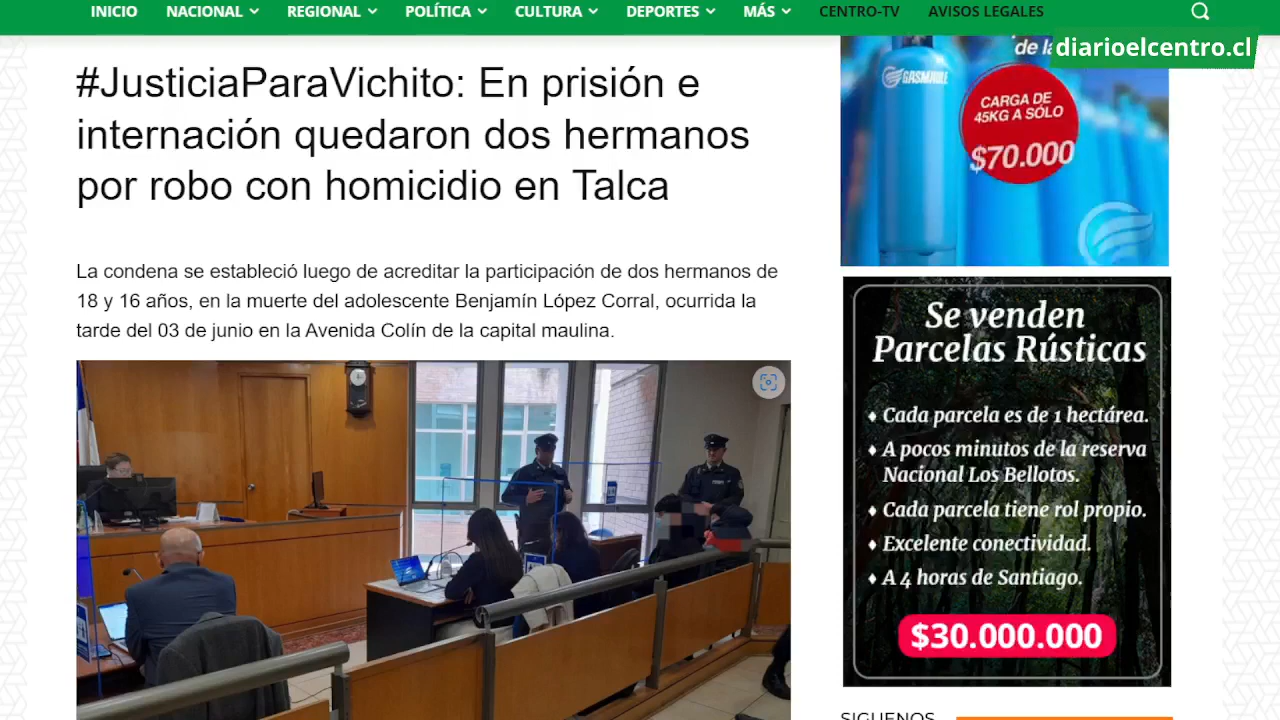 INICIO NACIONAL REGIONAL POLÍTICA CULTURA DEPORTES MÁS CENTRO-TV AVISOS LEGALES
diarioelcentro.cl
#JusticiaParaVichito: En prisión e
internación quedaron dos hermanos
por robo con homicidio en Talca
La condena se estableció luego de acreditar la participación de dos hermanos de
18 y 16 años, en la muerte del adolescente Benjamín López Corral, ocurrida la
tarde del 03 de junio en la Avenida Colín de la capital maulina.
de la
GASMAULE
CARGA DE
45KG A SÓLO
$70.000
Se venden
Parcelas Rústicas
♦ Cada parcela es de 1 hectárea.
♦ A pocos minutos de la reserva
Nacional Los Bellotos.
♦ Cada parcela tiene rol propio.
♦ Excelente conectividad.
♦ A 4 horas de Santiago.
$30.000.000
SIGUENOS